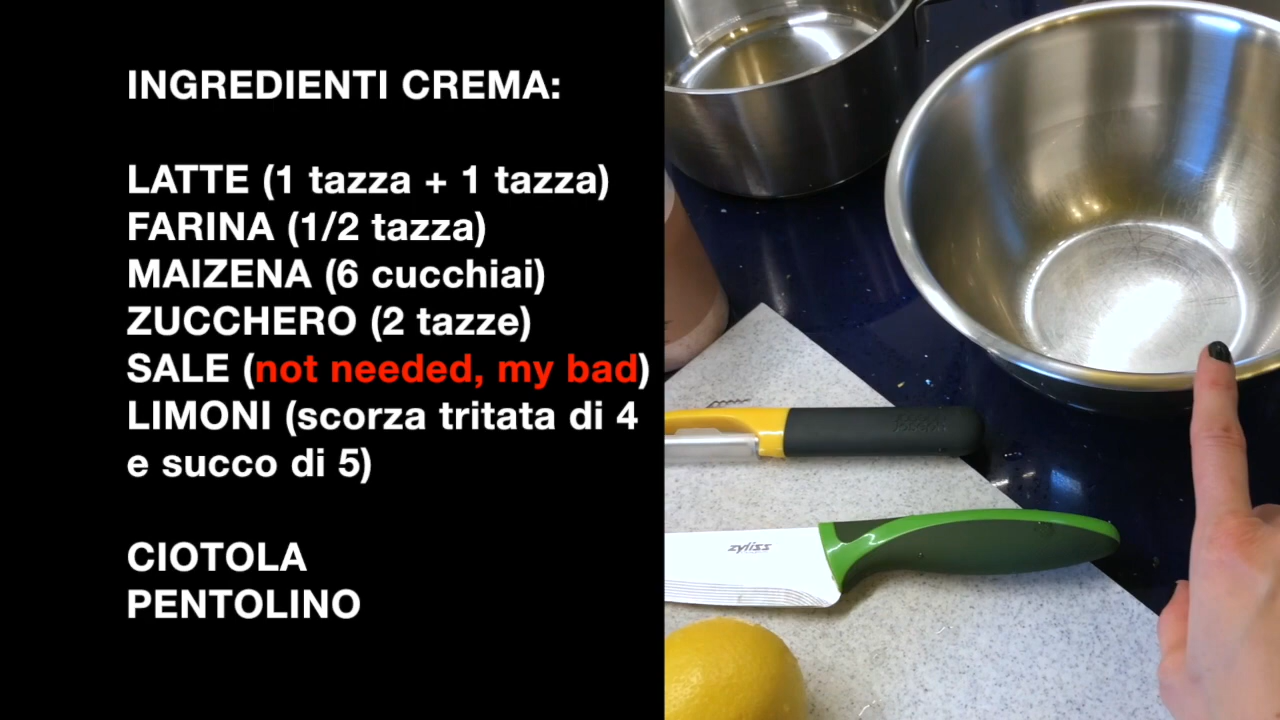 INGREDIENTI CREMA:
LATTE (1 tazza + 1 tazza)
FARINA (1/2 tazza)
MAIZENA (6 cucchiai)
ZUCCHERO (2 tazze)
SALE (not needed, my bad)
LIMONI (scorza tritata di 4
e succo di 5)
CIOTOLA
PENTOLINO
zyliss